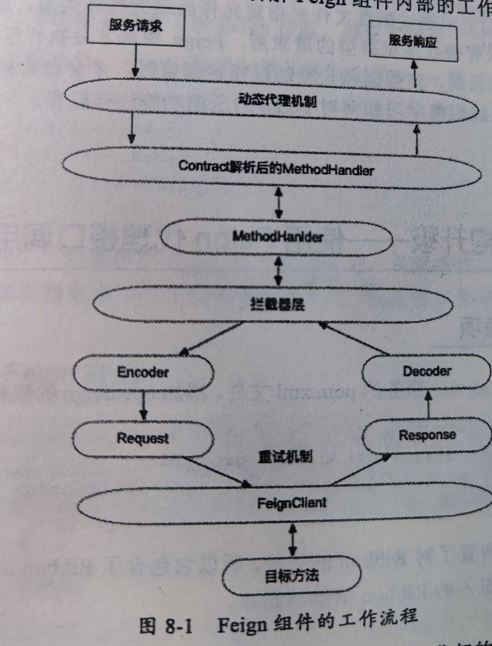 Feign 组件内部的工作
服务请求
服务响应
动态代理机制
Contract解析后的MethodHandler
MethodHanlder
拦截器层
Encoder
Decoder
Request
Response
重试机制
FeignClient
目标方法
图 8-1 Feign 组件的工作流程